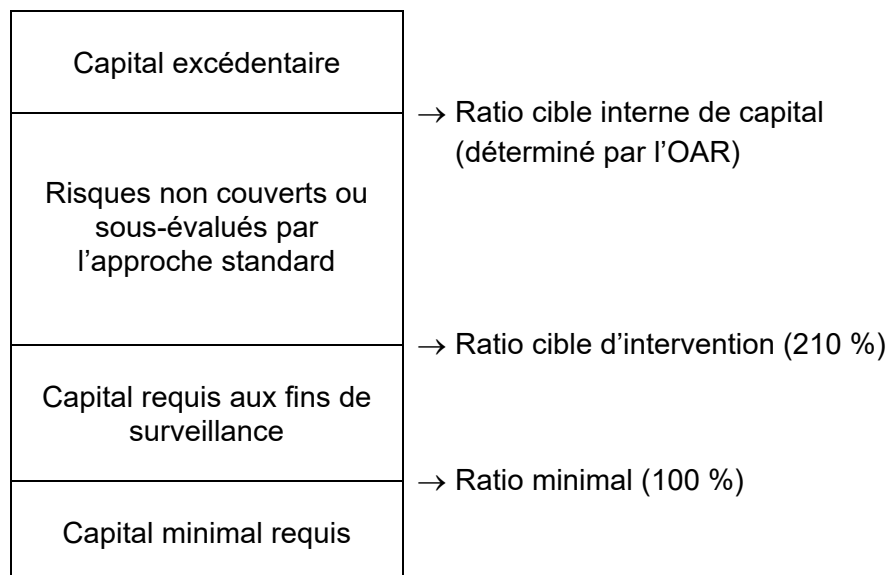 Capital excédentaire
→ Ratio cible interne de capital
(déterminé par l’OAR)
Risques non couverts ou
sous-évalués par
l’approche standard
→ Ratio cible d’intervention (210 %)
Capital requis aux fins de
surveillance
→ Ratio minimal (100 %)
Capital minimal requis